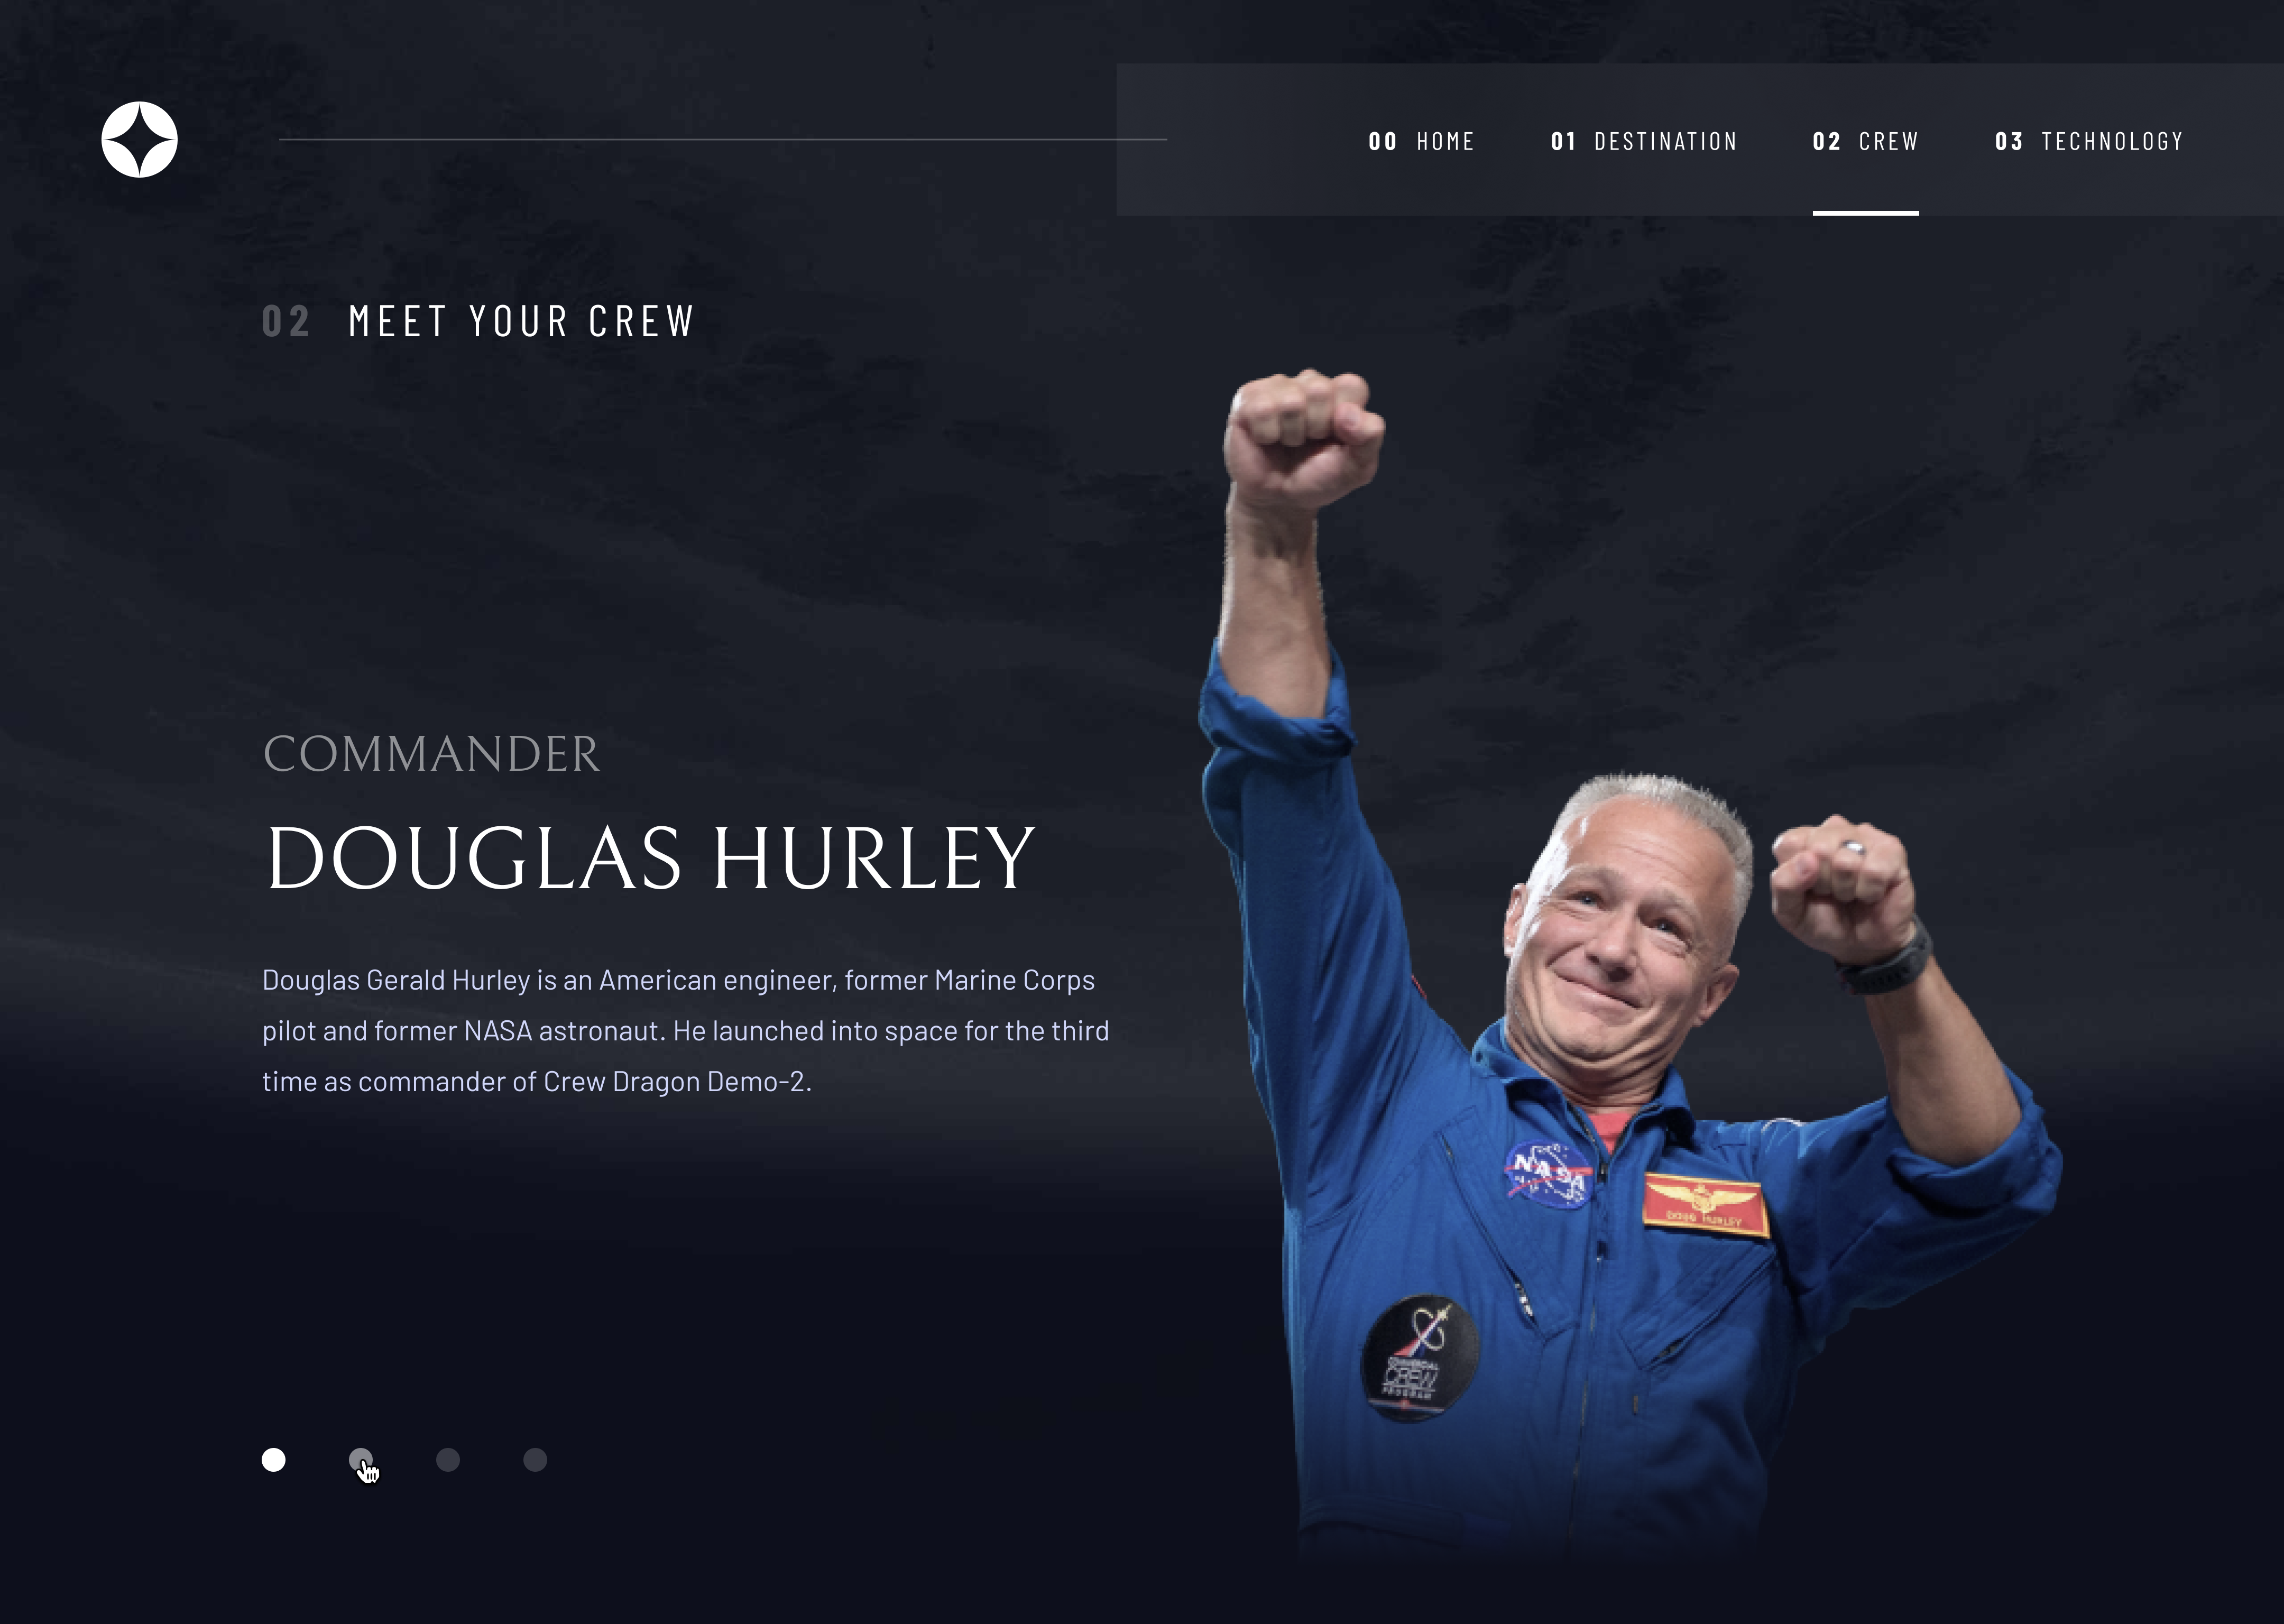 00 HOME 01 DESTINATION 02 CREW 03 TECHNOLOGY
02 MEET YOUR CREW
COMMANDER
DOUGLAS HURLEY
Douglas Gerald Hurley is an American engineer, former Marine Corps
pilot and former NASA astronaut. He launched into space for the third
time as commander of Crew Dragon Demo-2.
NASA
DOUG HURLEY
COMMERCIAL
CREW
PROGRAM